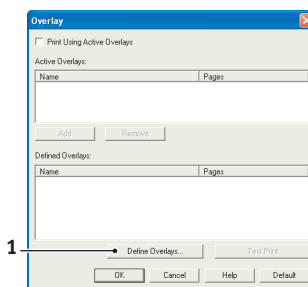 Overlay
Print Using Active Overlays
Active Overlays:
Name Pages
Add Remove
Defined Overlays:
Name Pages
1 Define Overlays... Test Print
OK Cancel Help Default